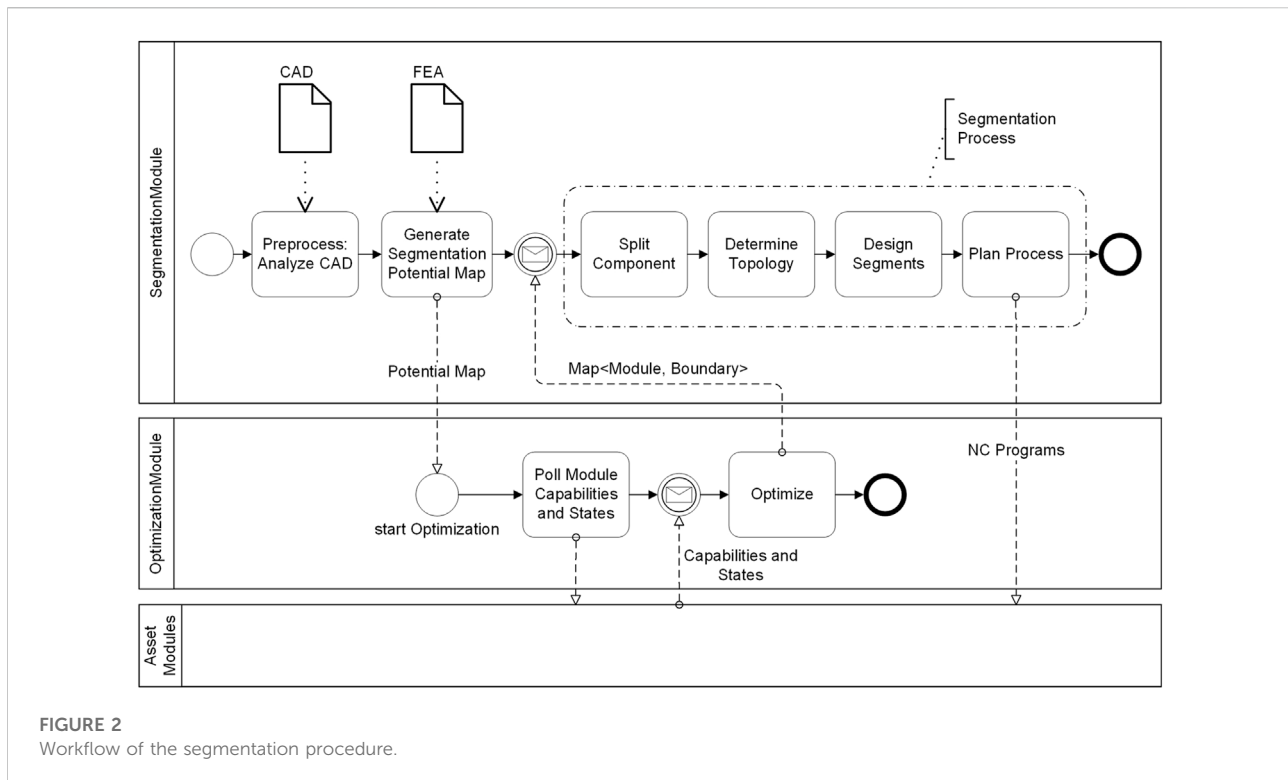 SegmentationModule
CAD
FEA
Segmentation
Process
Preprocess:
Analyze CAD
Generate
Segmentation
Potential Map
Split
Component
Determine
Topology
Design
Segments
Plan Process
Potential Map
Map<Module, Boundary>
OptimizationModule
start Optimization
Poll Module
Capabilities
and States
Optimize
NC Programs
Capabilities and
States
Asset
Modules
FIGURE 2
Workflow of the segmentation procedure.